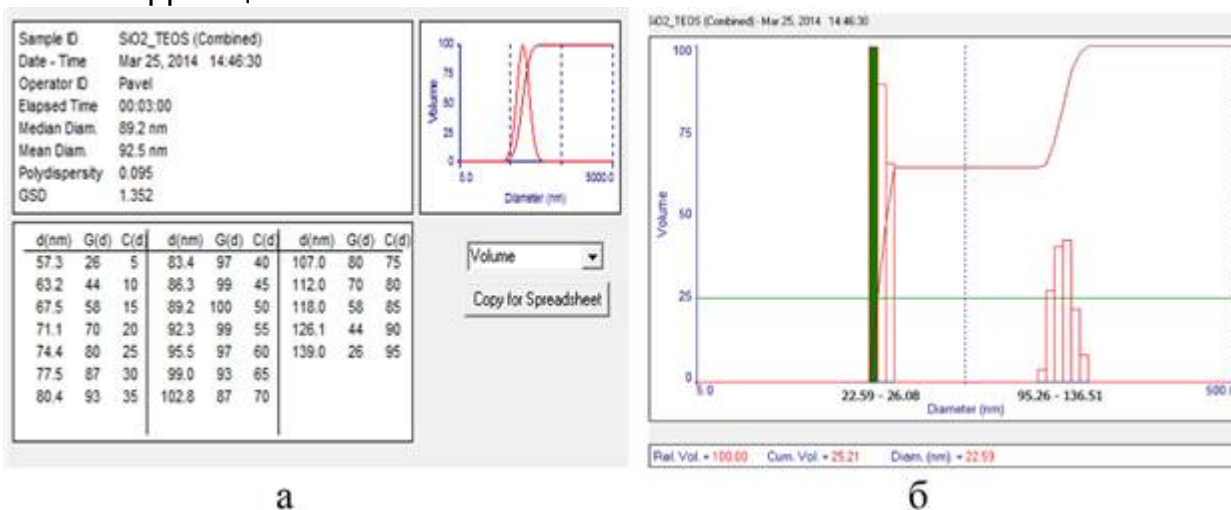 Sample ID SiO2_TEOS (Combined)
Date - Time Mar 25, 2014 14:46:30
Operator ID Pavel
Elapsed Time 00:03:00
Median Diam. 89.2 nm
Mean Diam. 92.5 nm
Polydispersity 0.095
GSD 1.352
100
75
50
25
0
Volume
5.0 5000.0
Diameter (nm)
d(nm) G(d) C(d) d(nm) G(d) C(d) d(nm) G(d) C(d)
57.3 26 5 83.4 97 40 107.0 80 75
63.2 44 10 86.3 99 45 112.0 70 80
67.5 58 15 89.2 100 50 118.0 58 85
71.1 70 20 92.3 99 55 126.1 44 90
74.4 80 25 95.5 97 60 139.0 26 95
77.5 87 30 99.0 93 65
80.4 93 35 102.8 87 70
Volume
Copy for Spreadsheet
а
SiO2_TEOS (Combined) - Mar 25, 2014 14:46:30
100
75
50
25
0
Volume
5.0 22.59 - 26.08 95.26 - 136.51
Diameter (nm)
Rel. Vol. = 100.00 Cum. Vol. = 25.21 Diam. (nm) = 22.59
б